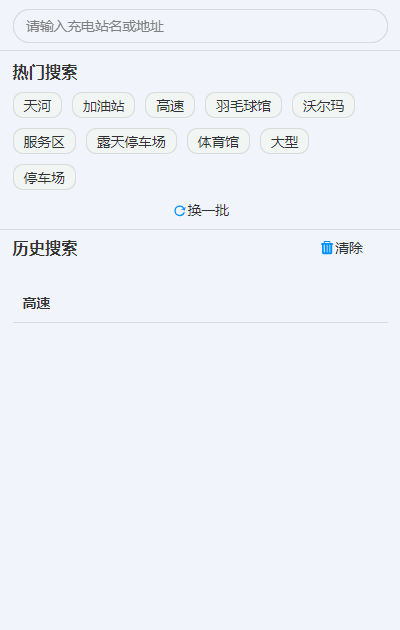 请输入充电站名或地址
热门搜索
天河 加油站 高速 羽毛球馆 沃尔玛
服务区 露天停车场 体育馆 大型
停车场
换一批
历史搜索 清除
高速